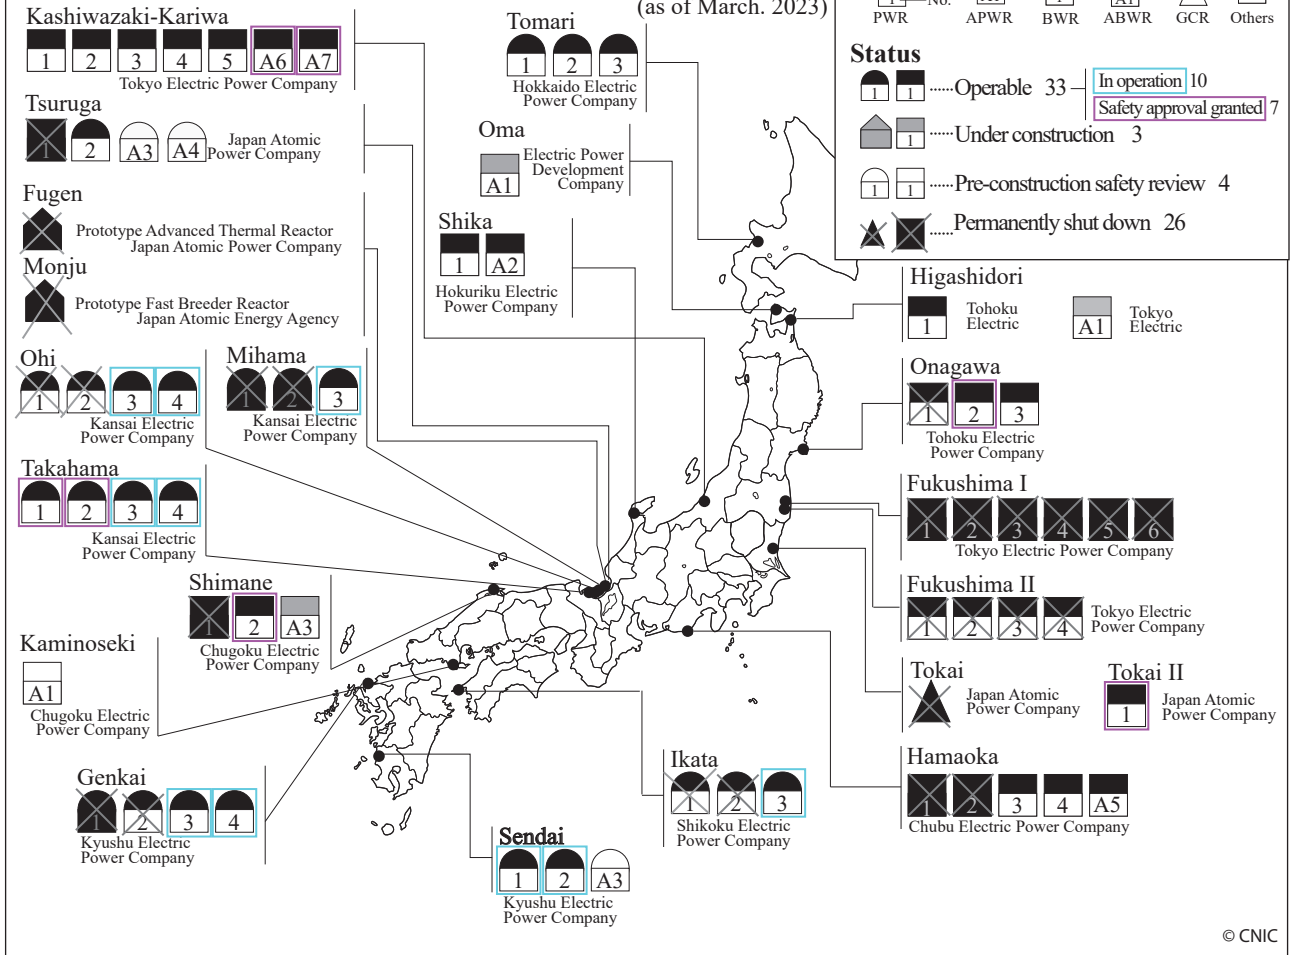 Kashiwazaki-Kariwa
1 2 3 4 5 A6 A7
Tokyo Electric Power Company
Tsuruga
1 2 A3 A4
Japan Atomic
Power Company
Fugen
Prototype Advanced Thermal Reactor
Japan Atomic Power Company
Monju
Prototype Fast Breeder Reactor
Japan Atomic Energy Agency
Ohi
1 2 3 4
Kansai Electric
Power Company
Mihama
1 2 3
Kansai Electric
Power Company
Takahama
1 2 3 4
Kansai Electric
Power Company
Shimane
1 2 A3
Chugoku Electric
Power Company
Kaminoseki
A1
Chugoku Electric
Power Company
Genkai
1 2 3 4
Kyushu Electric
Power Company
(as of March. 2023)
Tomari
1 2 3
Hokkaido Electric
Power Company
Oma
A1
Electric Power
Development
Company
Shika
1 A2
Hokuriku Electric
Power Company
No.
PWR APWR BWR ABWR GCR Others
Status
1 1 ......Operable 33
In operation 10
Safety approval granted 7
1 ......Under construction 3
1 1 ......Pre-construction safety review 4
......Permanently shut down 26
Higashidori
1
Tohoku
Electric
A1
Tokyo
Electric
Onagawa
1 2 3
Tohoku Electric
Power Company
Fukushima I
1 2 3 4 5 6
Tokyo Electric Power Company
Fukushima II
1 2 3 4
Tokyo Electric
Power Company
Tokai
Japan Atomic
Power Company
Tokai II
1
Japan Atomic
Power Company
Hamaoka
1 2 3 4 A5
Chubu Electric Power Company
Ikata
1 2 3
Shikoku Electric
Power Company
Sendai
1 2 A3
Kyushu Electric
Power Company
© CNIC